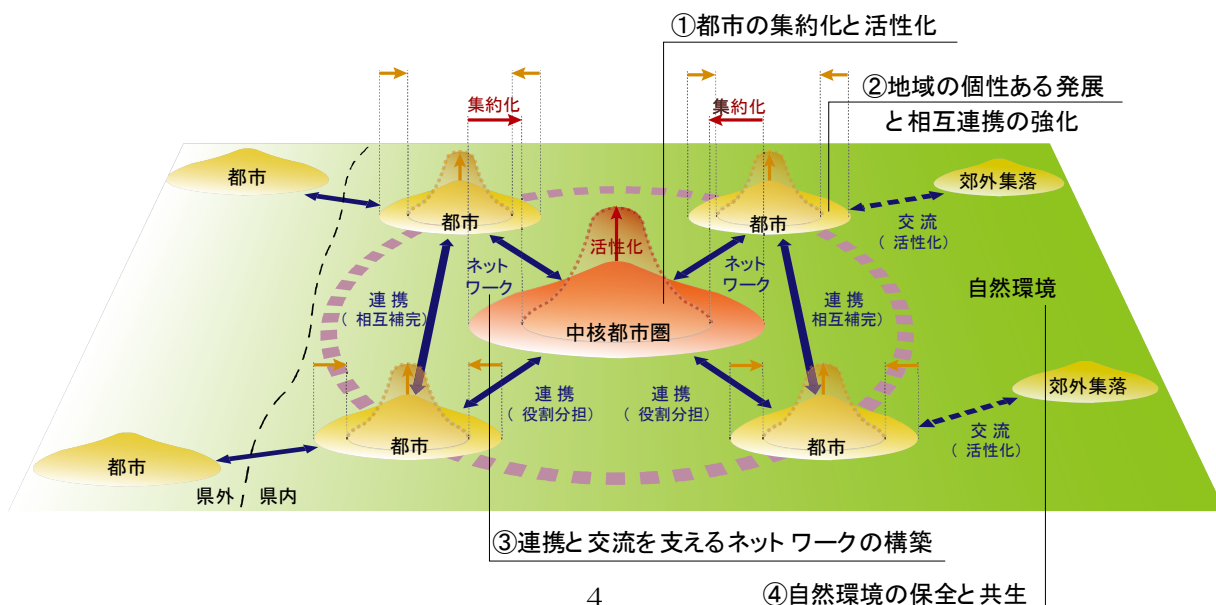 ①都市の集約化と活性化
②地域の個性ある発展
と相互連携の強化
集約化
集約化
都市
都市
都市
郊外集落
交流
（活性化）
活性化
ネット
ワーク
ネット
ワーク
自然環境
連携
（相互補完）
連携
相互補完）
中核都市圏
連携
（役割分担）
連携
（役割分担）
郊外集落
都市
都市
都市
交流
（活性化）
県外
県内
③連携と交流を支えるネットワークの構築
4
④自然環境の保全と共生